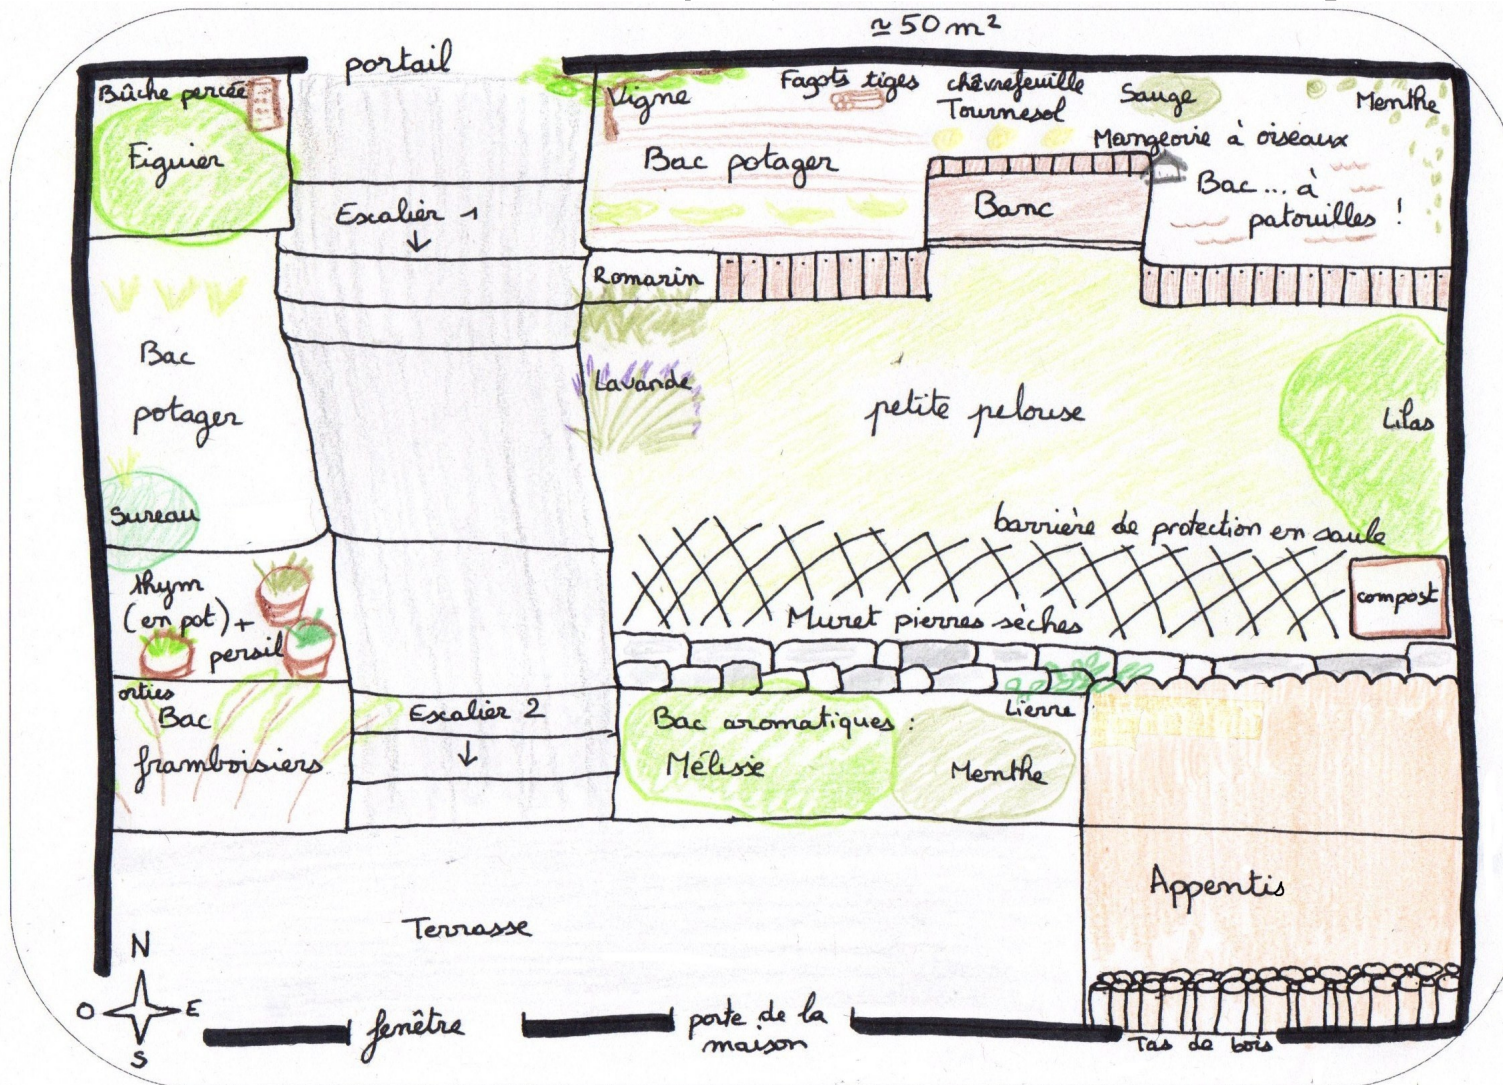 ≃ 50 m²
portail
Bûche percée
Figuier
Vigne
Fagots tiges
chèvrefeuille
Tournesol
Sauge
Menthe
Mangeoire à oiseaux
Bac potager
Banc
Bac... à
patouilles !
Escalier 1
Romarin
Bac
potager
Lavande
petite pelouse
Lilas
Sureau
barrière de protection en saule
thym
(en pot) +
persil
compost
Muret pierres sèches
orties
Bac
framboisiers
Escalier 2
Bac aromatiques :
Mélisse
Menthe
Lierre
Appentis
Terrasse
N
O
E
S
fenêtre
porte de la
maison
Tas de bois